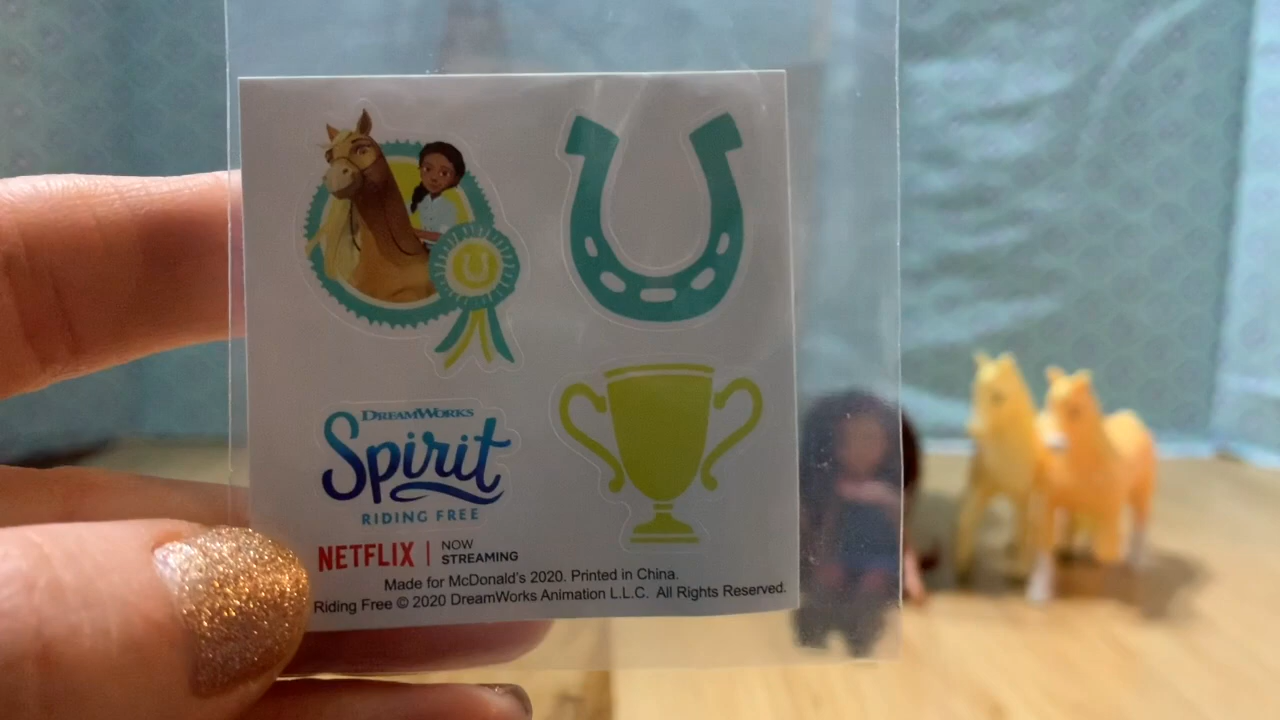 DREAMWORKS
Spirit
RIDING FREE
NETFLIX | NOW
STREAMING
Made for McDonald's 2020. Printed in China.
Riding Free © 2020 DreamWorks Animation L.L.C. All Rights Reserved.